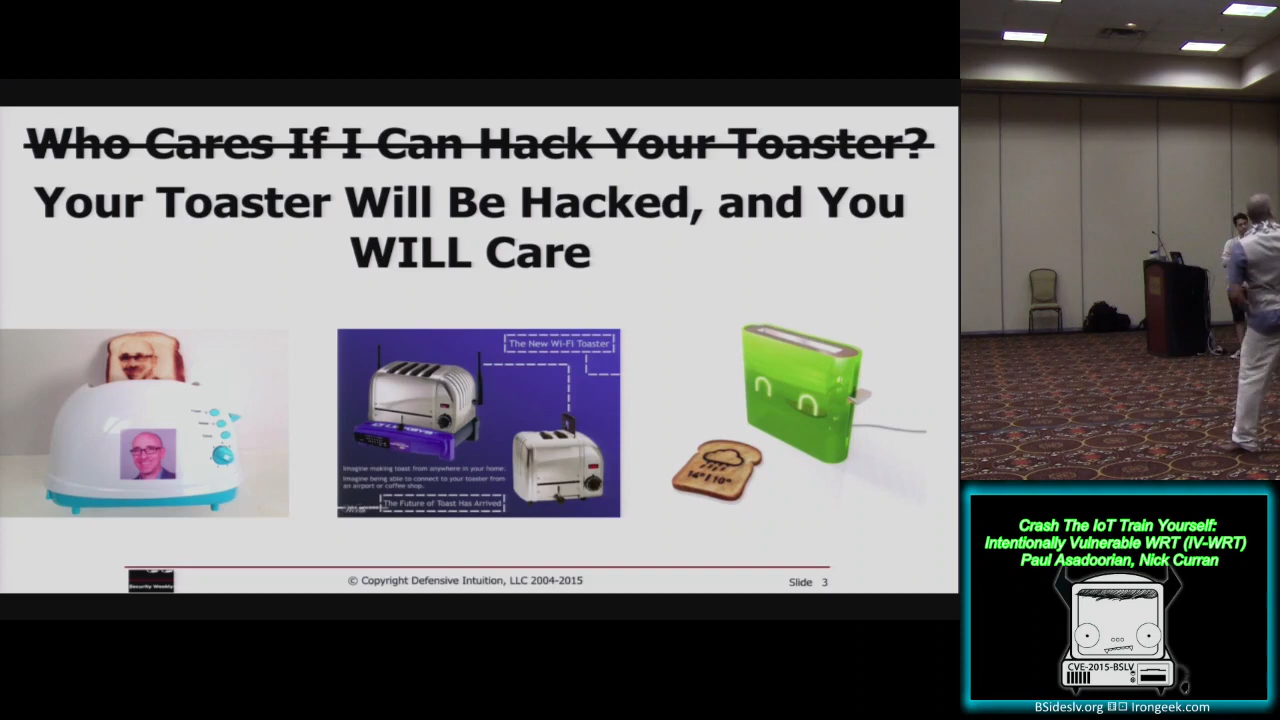 Who Cares If I Can Hack Your Toaster?
Your Toaster Will Be Hacked, and You
WILL Care
The New Wi-Fi Toaster
Imagine making toast from anywhere in your home.
Imagine being able to connect to your toaster from
an airport or coffee shop.
The Future of Toast Has Arrived
14° | 10°
Security Weekly
© Copyright Defensive Intuition, LLC 2004-2015
Slide 3
Crash The IoT Train Yourself:
Intentionally Vulnerable WRT (IV-WRT)
Paul Asadoorian, Nick Curran
CVE-2015-BSLV
BSideslv.org ⚅⚀ Irongeek.com